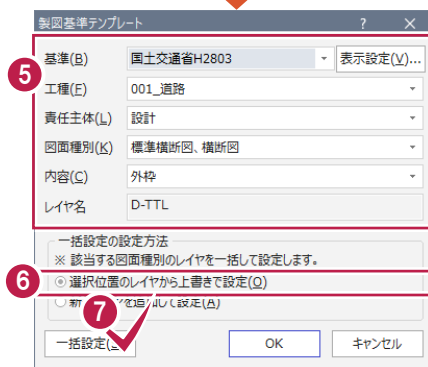 製図基準テンプレート ? ×
基準(B) 国土交通省H2803 表示設定(V)...
5
工種(F) 001_道路
責任主体(L) 設計
図面種別(K) 標準横断図、横断図
内容(C) 外枠
レイヤ名 D-TTL
一括設定の設定方法
※ 該当する図面種別のレイヤを一括して設定します。
6
選択位置のレイヤから上書きで設定(O)
を追加して設定(A)
7
一括設定( OK キャンセル